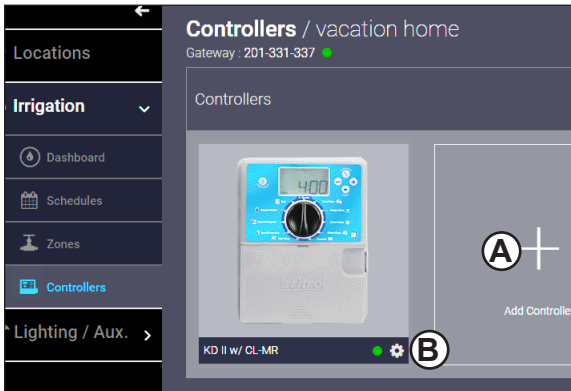 Controllers / vacation home
Gateway : 201-331-337
Locations
Irrigation
Dashboard
Schedules
Zones
Controllers
Lighting / Aux.
Controllers
4:00
irritrol
KD II w/ CL-MR
B
A
Add Controlle